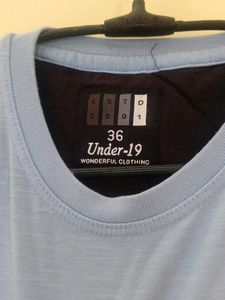 ESTD
2001
36
Under-19
WONDERFUL CLOTHING